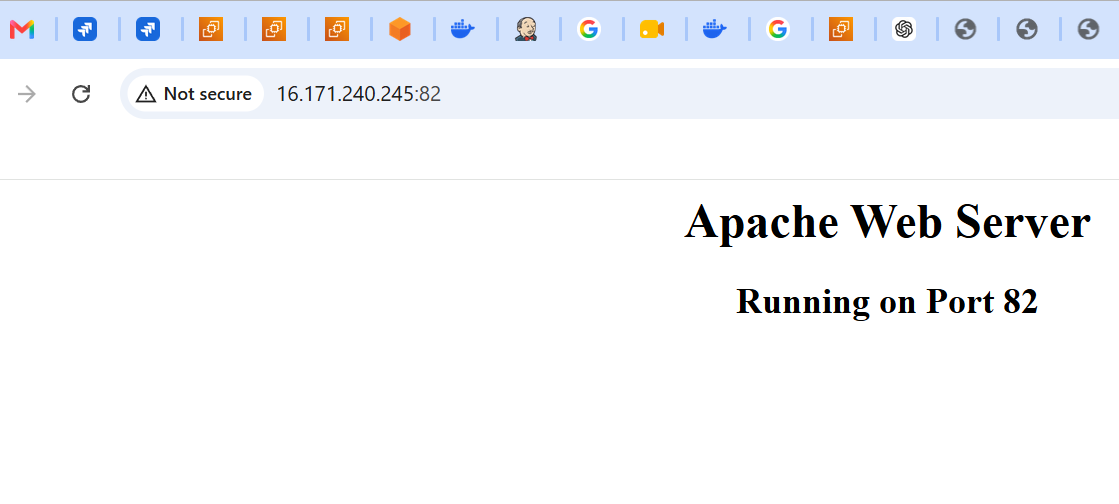 Not secure 16.171.240.245:82
Apache Web Server
Running on Port 82